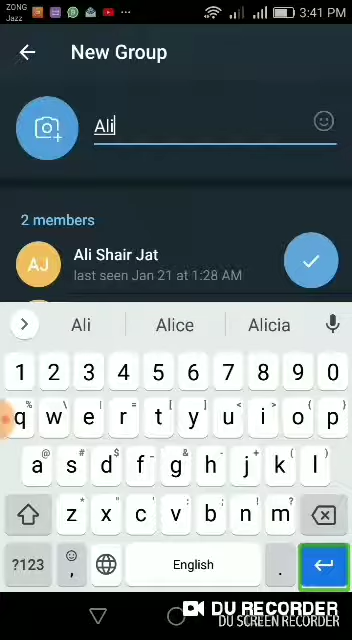 ZONG
Jazz
3:41 PM
New Group
Ali
2 members
AJ
Ali Shair Jat
last seen Jan 21 at 1:28 AM
Ali Alice Alicia
1 2 3 4 5 6 7 8 9 0
q w e r t y u i o p
a s d f g h j k l
z x c v b n m
?123 , English .
DU RECORDER
DU SCREEN RECORDER